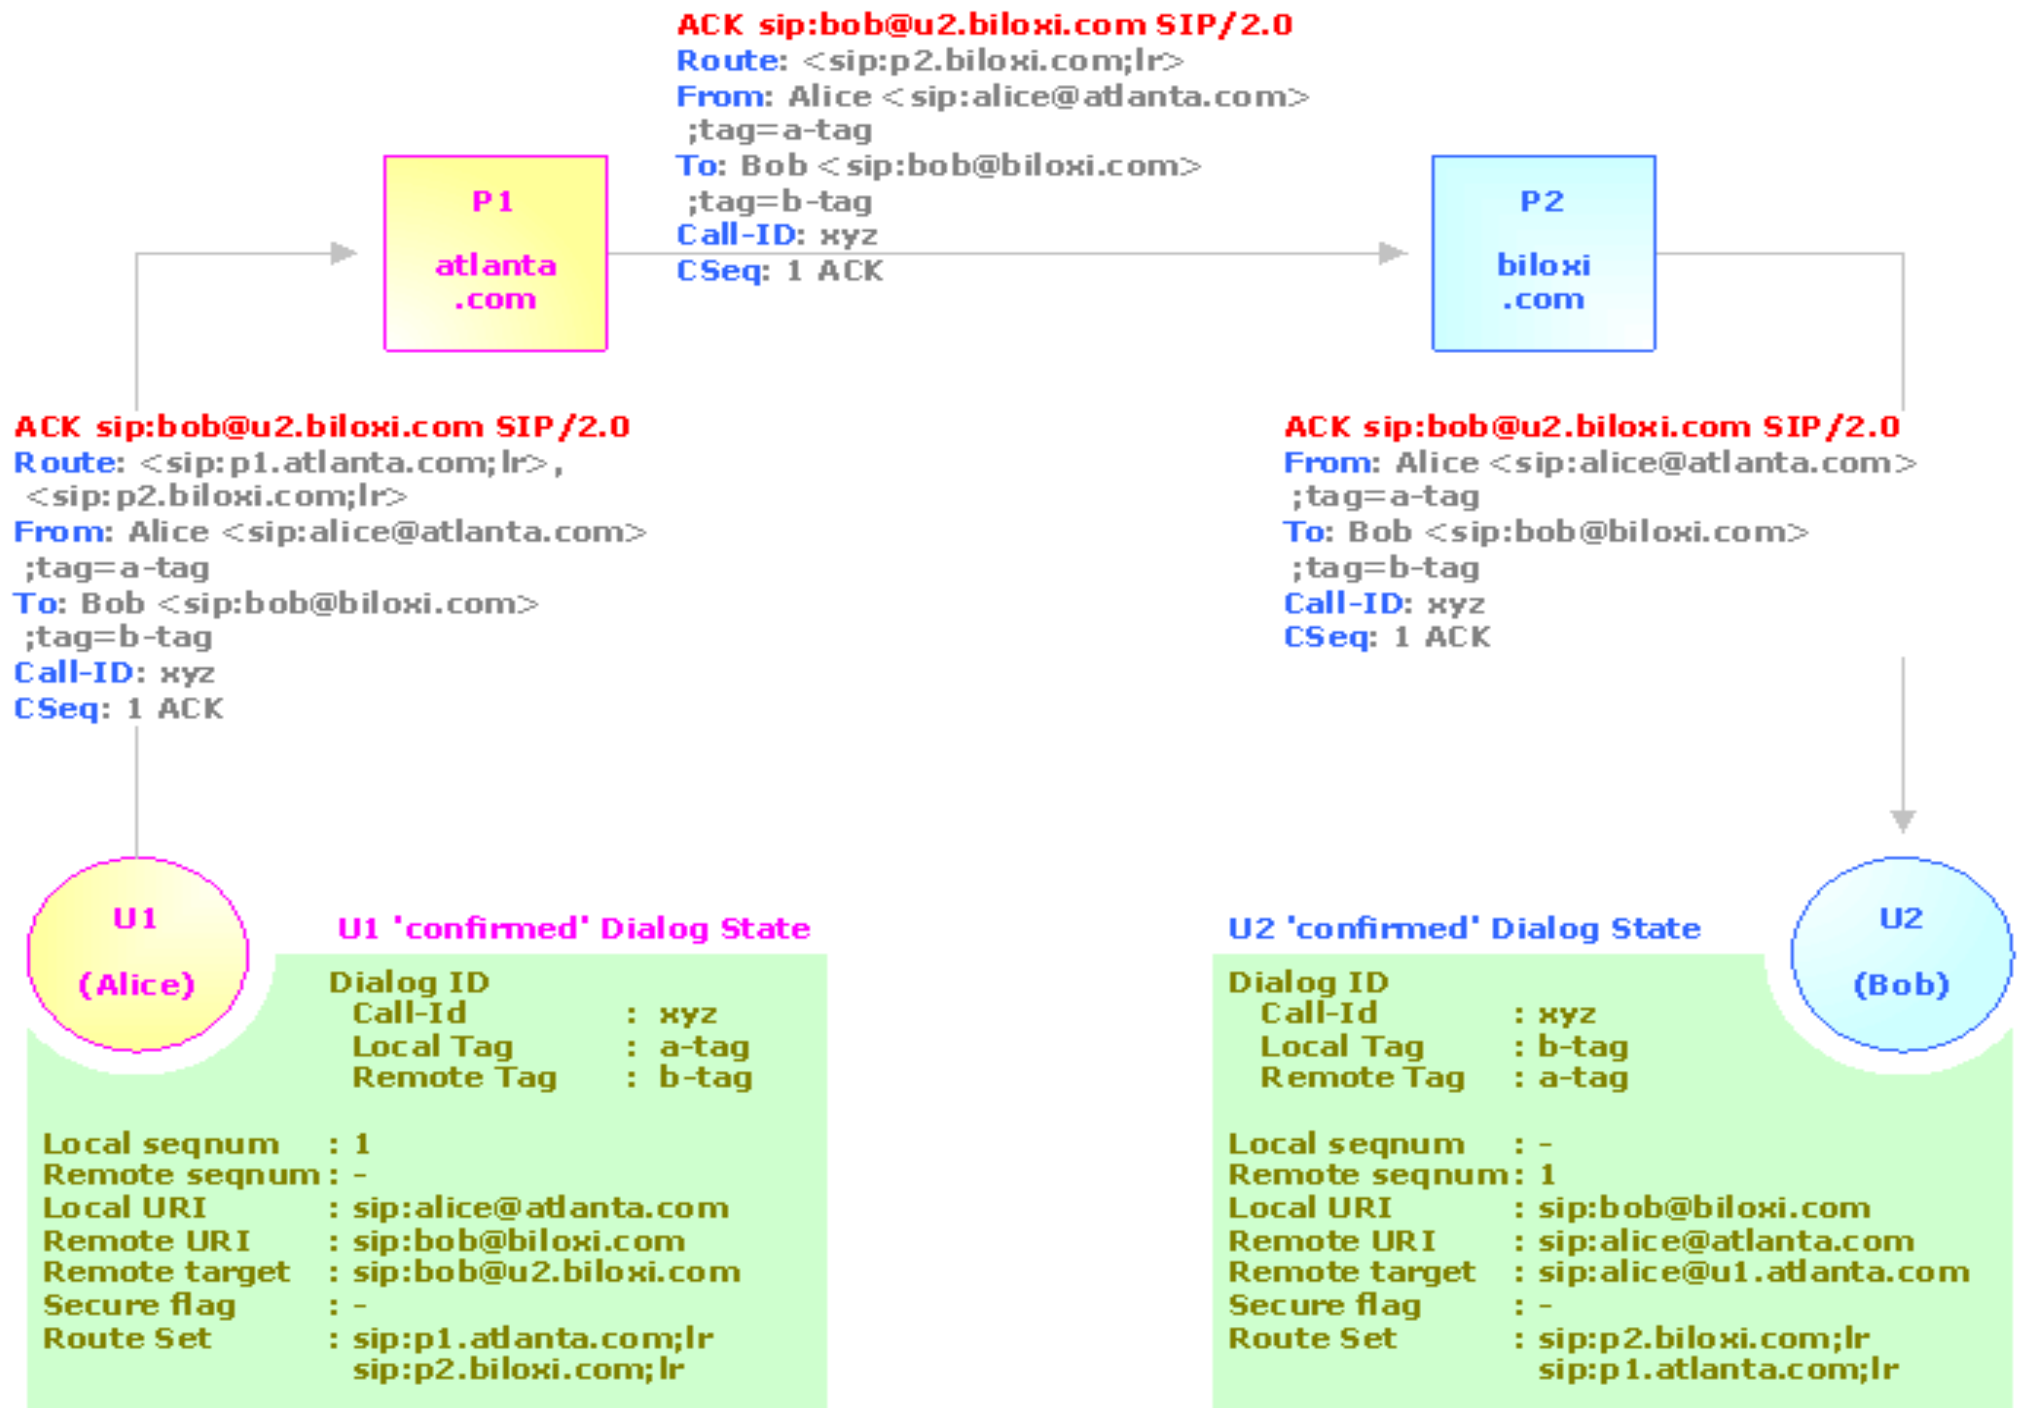 ACK sip:bob@u2.biloxi.com SIP/2.0
Route: <sip:p2.biloxi.com;lr>
From: Alice <sip:alice@atlanta.com>
;tag=a-tag
To: Bob <sip:bob@biloxi.com>
;tag=b-tag
Call-ID: xyz
CSeq: 1 ACK
P1
atlanta
.com
P2
biloxi
.com
ACK sip:bob@u2.biloxi.com SIP/2.0
Route: <sip:p1.atlanta.com;lr>,
<sip:p2.biloxi.com;lr>
From: Alice <sip:alice@atlanta.com>
;tag=a-tag
To: Bob <sip:bob@biloxi.com>
;tag=b-tag
Call-ID: xyz
CSeq: 1 ACK
ACK sip:bob@u2.biloxi.com SIP/2.0
From: Alice <sip:alice@atlanta.com>
;tag=a-tag
To: Bob <sip:bob@biloxi.com>
;tag=b-tag
Call-ID: xyz
CSeq: 1 ACK
U1
(Alice)
U1 'confirmed' Dialog State
Dialog ID
Call-Id : xyz
Local Tag : a-tag
Remote Tag : b-tag
Local seqnum : 1
Remote seqnum : -
Local URI : sip:alice@atlanta.com
Remote URI : sip:bob@biloxi.com
Remote target : sip:bob@u2.biloxi.com
Secure flag : -
Route Set : sip:p1.atlanta.com;lr
sip:p2.biloxi.com;lr
U2 'confirmed' Dialog State
U2
(Bob)
Dialog ID
Call-Id : xyz
Local Tag : b-tag
Remote Tag : a-tag
Local seqnum : -
Remote seqnum : 1
Local URI : sip:bob@biloxi.com
Remote URI : sip:alice@atlanta.com
Remote target : sip:alice@u1.atlanta.com
Secure flag : -
Route Set : sip:p2.biloxi.com;lr
sip:p1.atlanta.com;lr